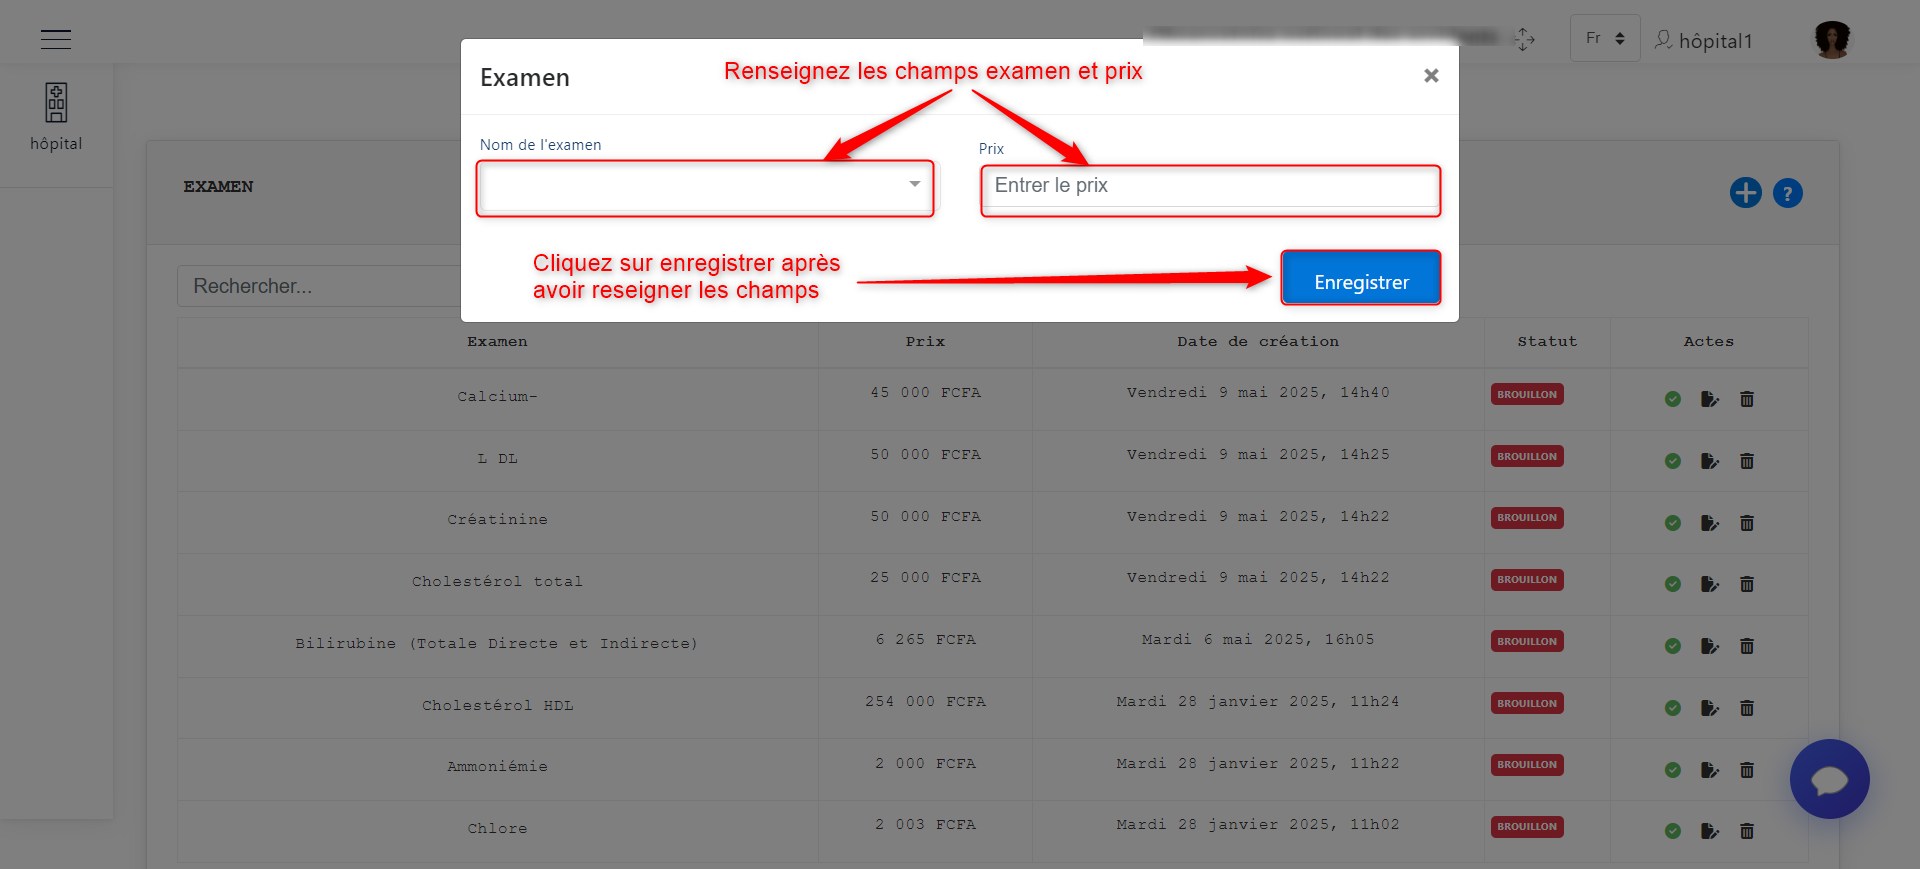 Fr
hôpital1
hôpital
Examen
Renseignez les champs examen et prix
Nom de l'examen
Prix
Entrer le prix
Cliquez sur enregistrer après
avoir reseigner les champs
Enregistrer
EXAMEN
?
Rechercher...
Examen Prix Date de création Statut Actes
Calcium- 45 000 FCFA Vendredi 9 mai 2025, 14h40 BROUILLON
L DL 50 000 FCFA Vendredi 9 mai 2025, 14h25 BROUILLON
Créatinine 50 000 FCFA Vendredi 9 mai 2025, 14h22 BROUILLON
Cholestérol total 25 000 FCFA Vendredi 9 mai 2025, 14h22 BROUILLON
Bilirubine (Totale Directe et Indirecte) 6 265 FCFA Mardi 6 mai 2025, 16h05 BROUILLON
Cholestérol HDL 254 000 FCFA Mardi 28 janvier 2025, 11h24 BROUILLON
Ammoniémie 2 000 FCFA Mardi 28 janvier 2025, 11h22 BROUILLON
Chlore 2 003 FCFA Mardi 28 janvier 2025, 11h02 BROUILLON